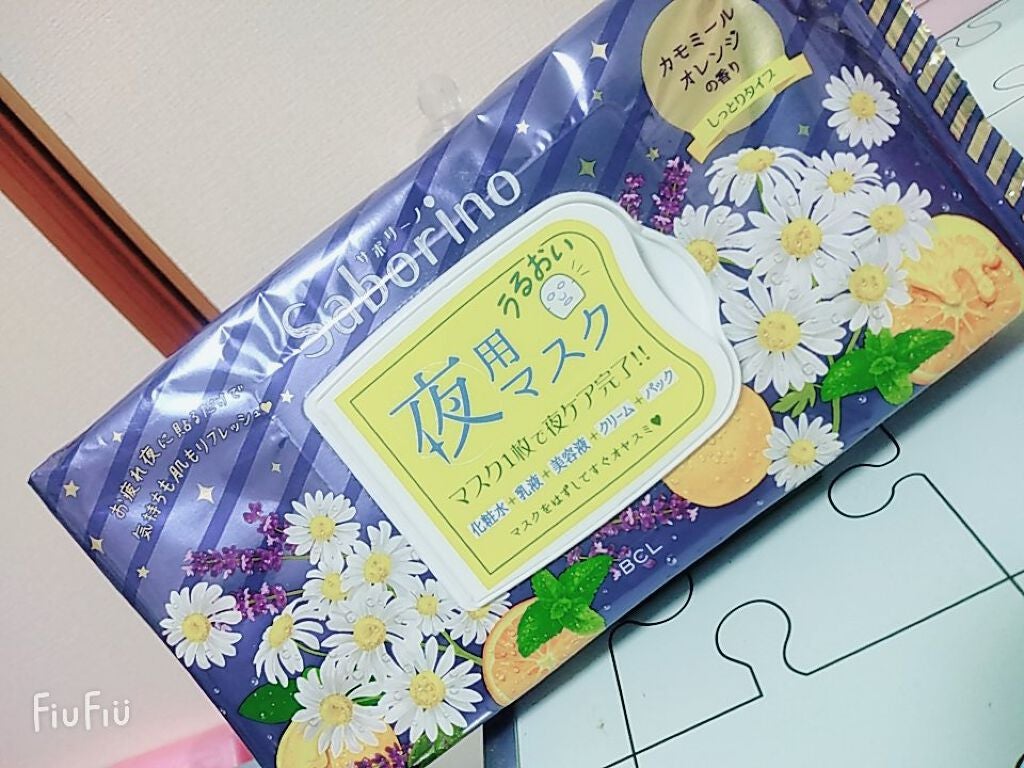 カモミール
オレンジ
の香り
しっとりタイプ
サボリーノ
Saborino
うるおい
夜用
マスク
マスク1枚で夜ケア完了!!
化粧水+乳液+美容液+クリーム+パック
マスクをはずしてすぐオヤスミ♥
お疲れ夜に貼るだけで
気持ちも肌もリフレッシュ♥
BCL
FiuFiü